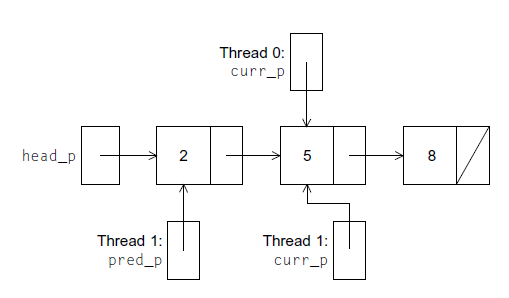 Thread 0:
curr_p
head_p
2
5
8
Thread 1:
pred_p
Thread 1:
curr_p